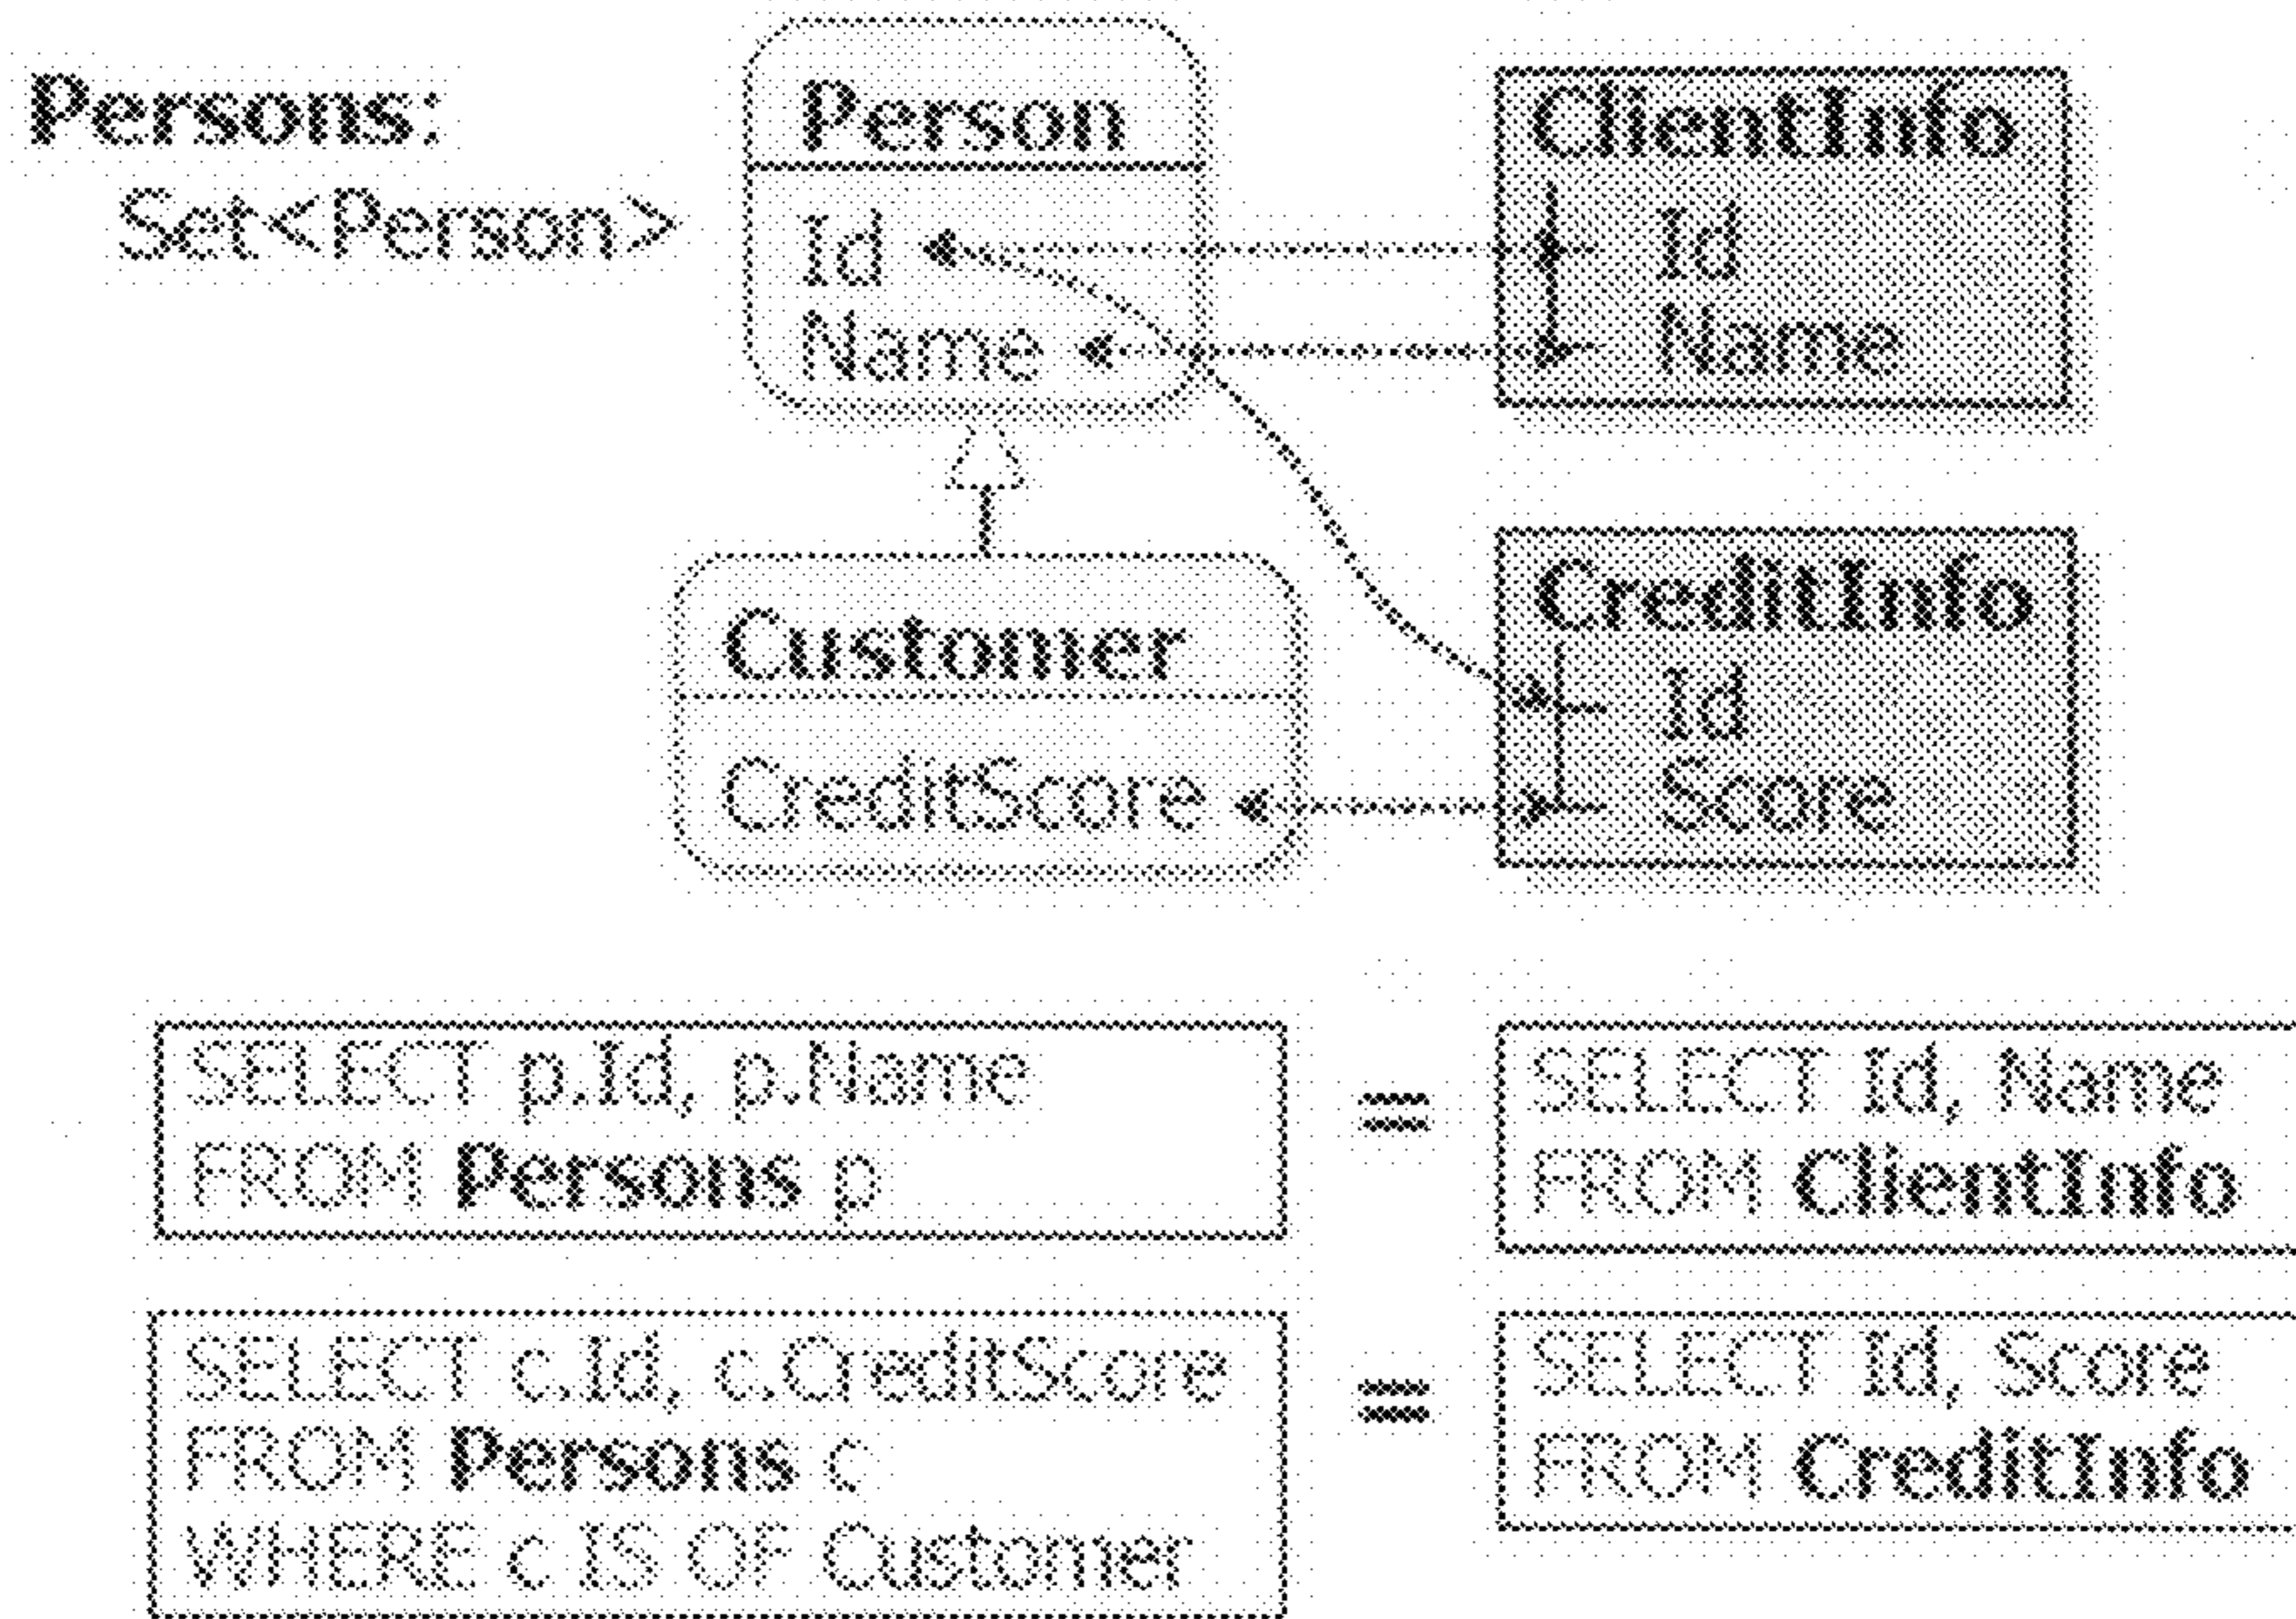 Persons:
Set<Person>
Person
Id
Name
ClientInfo
Id
Name
Customer
CreditScore
CreditInfo
Id
Score
SELECT p.Id, p.Name
FROM Persons p
=
SELECT Id, Name
FROM ClientInfo
SELECT c.Id, c.CreditScore
FROM Persons c
WHERE c IS OF Customer
=
SELECT Id, Score
FROM CreditInfo